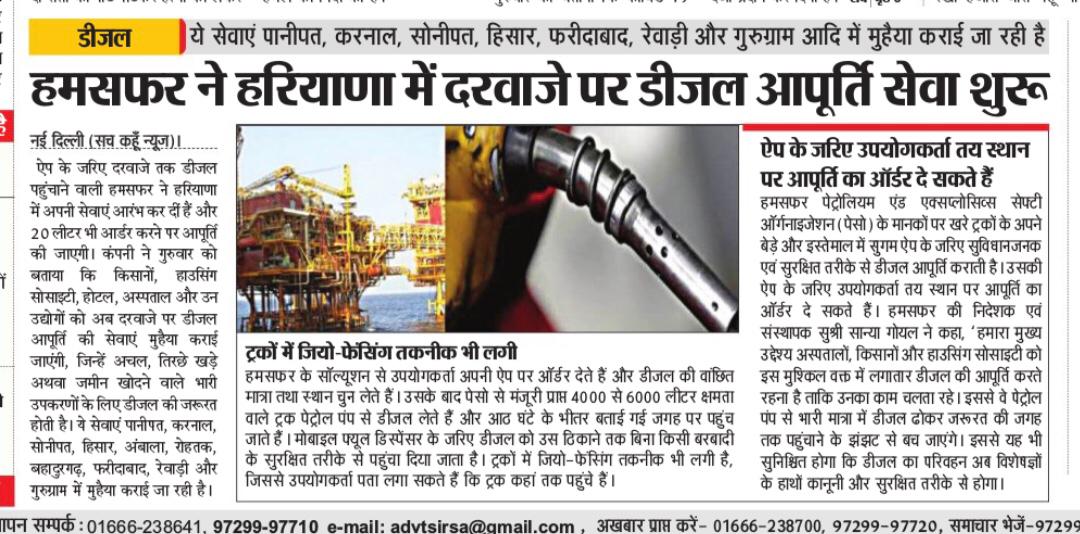 डीजल
ये सेवाएं पानीपत, करनाल, सोनीपत, हिसार, फरीदाबाद, रेवाड़ी और गुरुग्राम आदि में मुहैया कराई जा रही है
हमसफर ने हरियाणा में दरवाजे पर डीजल आपूर्ति सेवा शुरू
नई दिल्ली (सच कहूँ न्यूज)।
ऐप के जरिए दरवाजे तक डीजल
पहुंचाने वाली हमसफर ने हरियाणा
में अपनी सेवाएं आरंभ कर दीं हैं और
20 लीटर भी आर्डर करने पर आपूर्ति
की जाएगी। कंपनी ने गुरुवार को
बताया कि किसानों, हाउसिंग
सोसाइटी, होटल, अस्पताल और उन
उद्योगों को अब दरवाजे पर डीजल
आपूर्ति की सेवाएं मुहैया कराई
जाएंगी, जिन्हें अचल, तिरछे खड़े
अथवा जमीन खोदने वाले भारी
उपकरणों के लिए डीजल की जरूरत
होती है। ये सेवाएं पानीपत, करनाल,
सोनीपत, हिसार, अंबाला, रोहतक,
बहादुरगढ़, फरीदाबाद, रेवाड़ी और
गुरुग्राम में मुहैया कराई जा रही है।
ट्रकों में जियो-फेंसिंग तकनीक भी लगी
हमसफर के सॉल्यूशन से उपयोगकर्ता अपनी ऐप पर ऑर्डर देते हैं और डीजल की वांछित
मात्रा तथा स्थान चुन लेते हैं। उसके बाद पेसो से मंजूरी प्राप्त 4000 से 6000 लीटर क्षमता
वाले ट्रक पेट्रोल पंप से डीजल लेते हैं और आठ घंटे के भीतर बताई गई जगह पर पहुंच
जाते हैं। मोबाइल फ्यूल डिस्पेंसर के जरिए डीजल को उस ठिकाने तक बिना किसी बरबादी
के सुरक्षित तरीके से पहुंचा दिया जाता है। ट्रकों में जियो-फेंसिंग तकनीक भी लगी है,
जिससे उपयोगकर्ता पता लगा सकते हैं कि ट्रक कहां तक पहुंचे हैं।
ऐप के जरिए उपयोगकर्ता तय स्थान
पर आपूर्ति का ऑर्डर दे सकते हैं
हमसफर पेट्रोलियम एंड एक्सप्लोसिव्स सेफ्टी
ऑर्गनाइजेशन (पेसो) के मानकों पर खरे ट्रकों के अपने
बेड़े और इस्तेमाल में सुगम ऐप के जरिए सुविधानजनक
एवं सुरक्षित तरीके से डीजल आपूर्ति कराती है। उसकी
ऐप के जरिए उपयोगकर्ता तय स्थान पर आपूर्ति का
ऑर्डर दे सकते हैं। हमसफर की निदेशक एवं
संस्थापक सुश्री सान्या गोयल ने कहा, 'हमारा मुख्य
उद्देश्य अस्पतालों, किसानों और हाउसिंग सोसाइटी को
इस मुश्किल वक्त में लगातार डीजल की आपूर्ति करते
रहना है ताकि उनका काम चलता रहे। इससे वे पेट्रोल
पंप से भारी मात्रा में डीजल ढोकर जरूरत की जगह
तक पहुंचाने के झंझट से बच जाएंगे। इससे यह भी
सुनिश्चित होगा कि डीजल का परिवहन अब विशेषज्ञों
के हाथों कानूनी और सुरक्षित तरीके से होगा।
सम्पर्क : 01666-238641, 97299-97710 e-mail: advtsirsa@gmail.com , अखबार प्राप्त करें- 01666-238700, 97299-97720, समाचार भेजें-97299